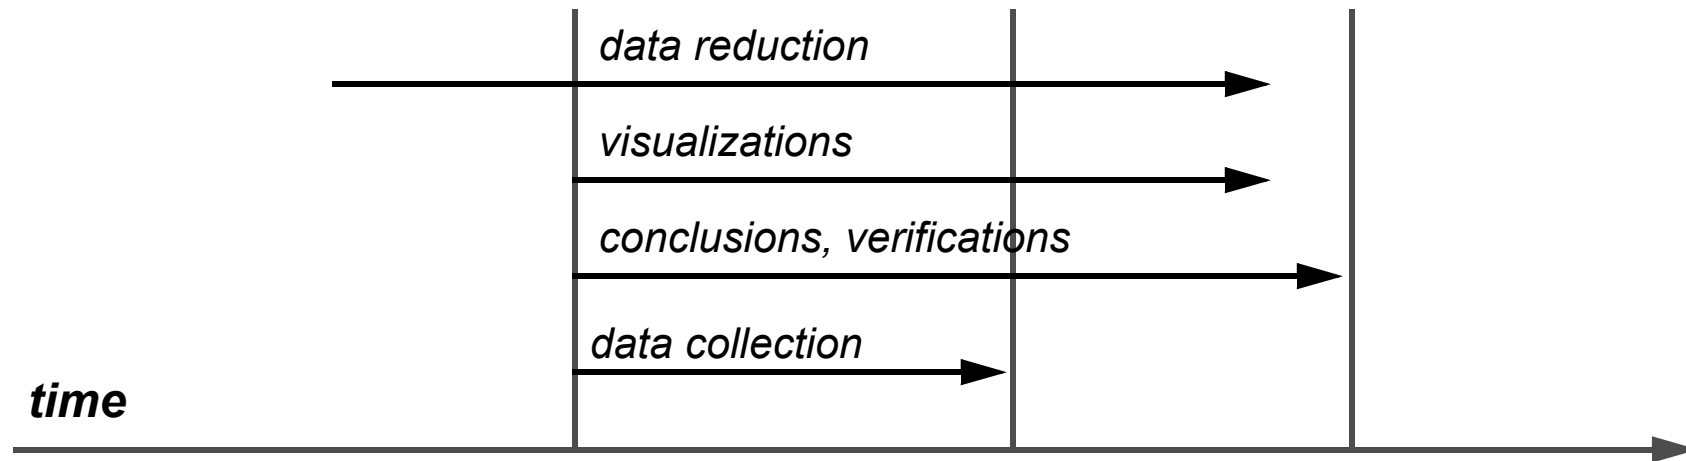 data reduction
visualizations
conclusions, verifications
data collection
time